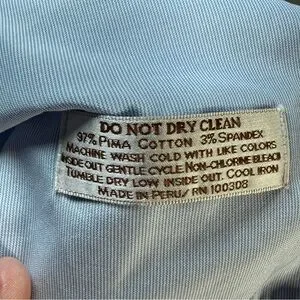 DO NOT DRY CLEAN
97% PIMA COTTON 3% SPANDEX
MACHINE WASH COLD WITH LIKE COLORS
INSIDE OUT GENTLE CYCLE NON-CHLORINE BLEACH
TUMBLE DRY LOW INSIDE OUT. COOL IRON
MADE IN PERU/ RN 100308